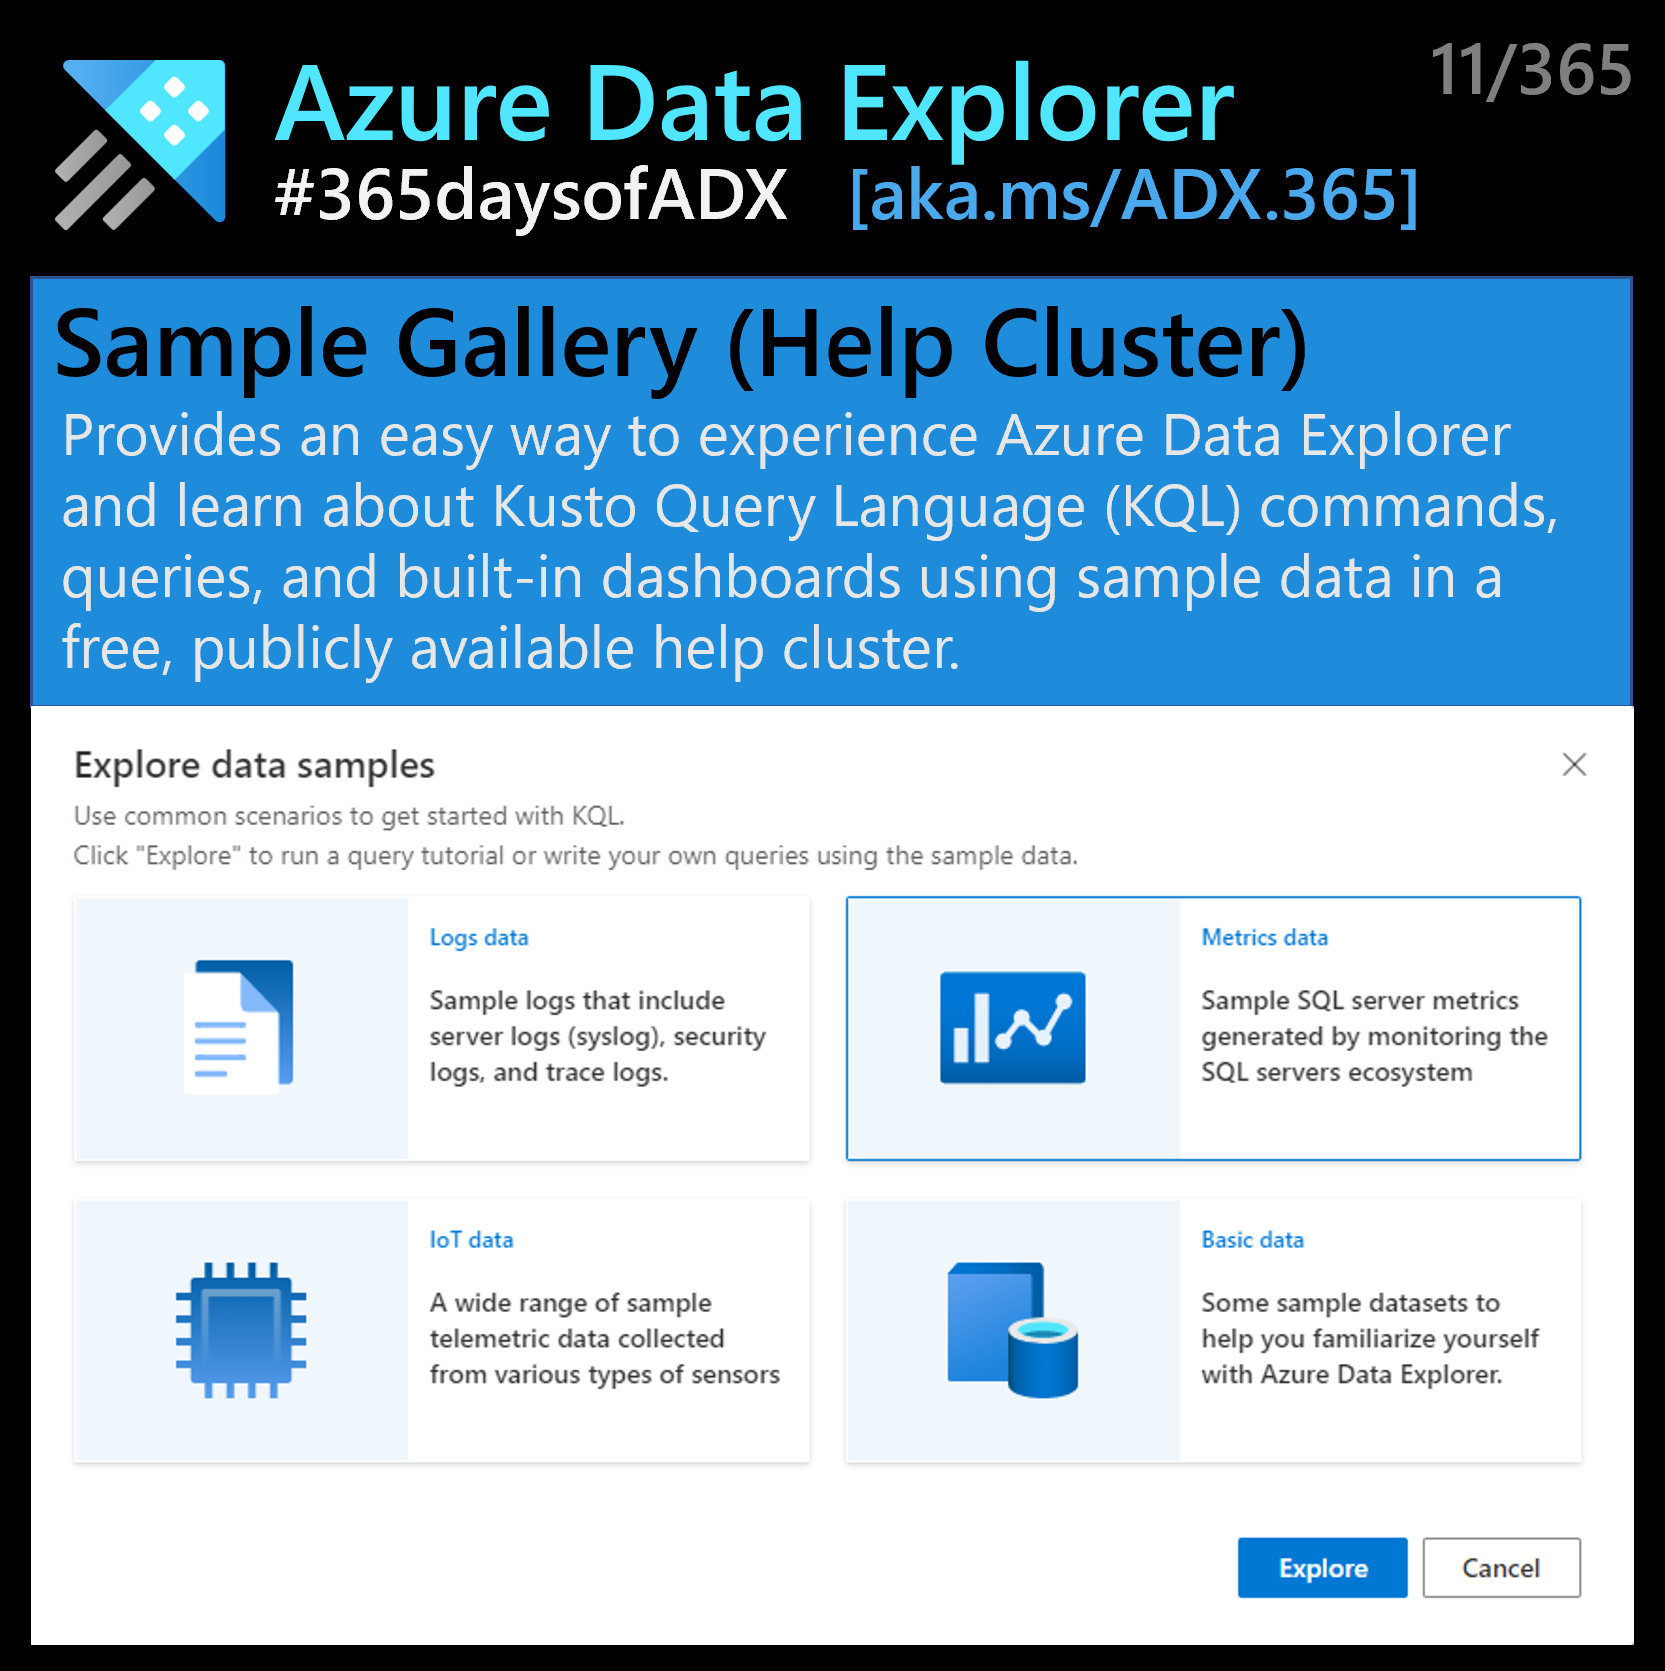 11/365
Azure Data Explorer
#365daysofADX [aka.ms/ADX.365]
Sample Gallery (Help Cluster)
Provides an easy way to experience Azure Data Explorer
and learn about Kusto Query Language (KQL) commands,
queries, and built-in dashboards using sample data in a
free, publicly available help cluster.
Explore data samples
Use common scenarios to get started with KQL.
Click "Explore" to run a query tutorial or write your own queries using the sample data.
Logs data
Sample logs that include
server logs (syslog), security
logs, and trace logs.
Metrics data
Sample SQL server metrics
generated by monitoring the
SQL servers ecosystem
IoT data
A wide range of sample
telemetric data collected
from various types of sensors
Basic data
Some sample datasets to
help you familiarize yourself
with Azure Data Explorer.
Explore
Cancel